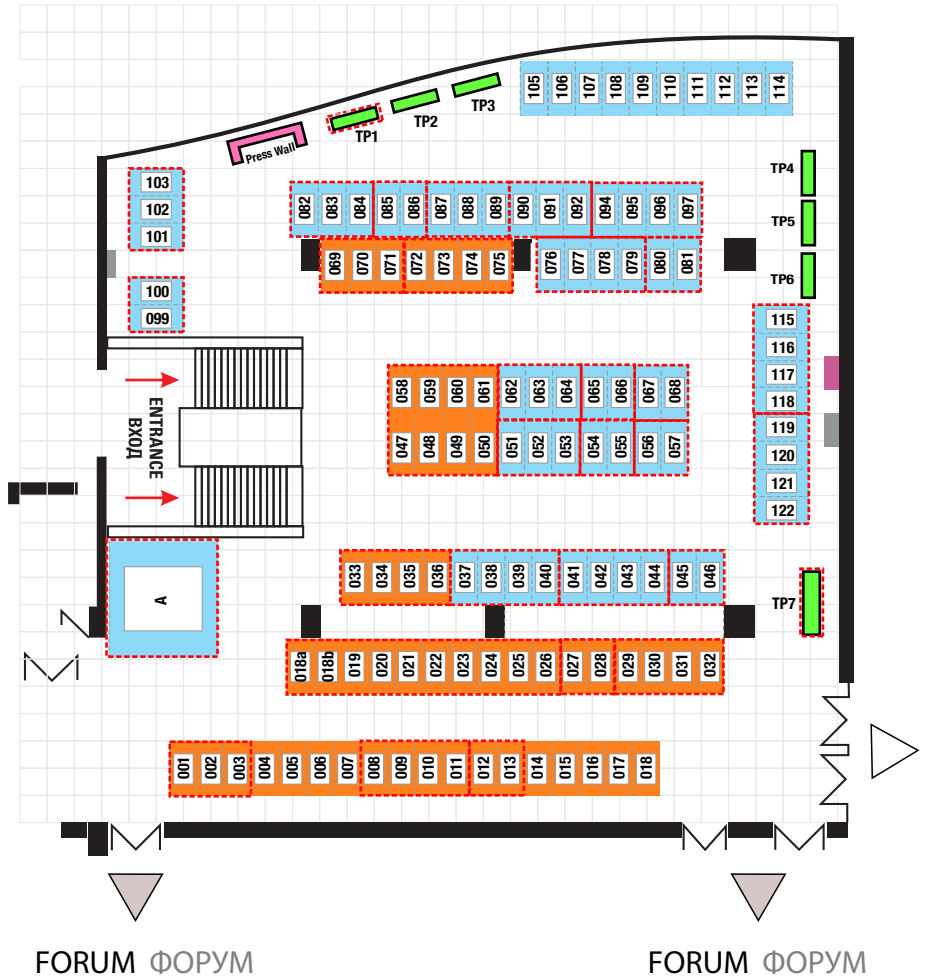 105 106 107 108 109 110 111 112 113 114
TP3
TP2
TP1
Press Wall
TP4
TP5
TP6
103
102
101
082 083 084 085 086 087 088 089 090 091 092 094 095 096 097
069 070 071 072 073 074 075 076 077 078 079 080 081
100
099
115
116
117
118
119
120
121
122
ENTRANCE
ВХОД
058 059 060 061 062 063 064 065 066 067 068
047 048 049 050 051 052 053 054 055 056 057
A
033 034 035 036 037 038 039 040 041 042 043 044 045 046
TP7
018a 018b 019 020 021 022 023 024 025 026 027 028 029 030 031 032
001 002 003 004 005 006 007 008 009 010 011 012 013 014 015 016 017 018
FORUM ФОРУМ
FORUM ФОРУМ